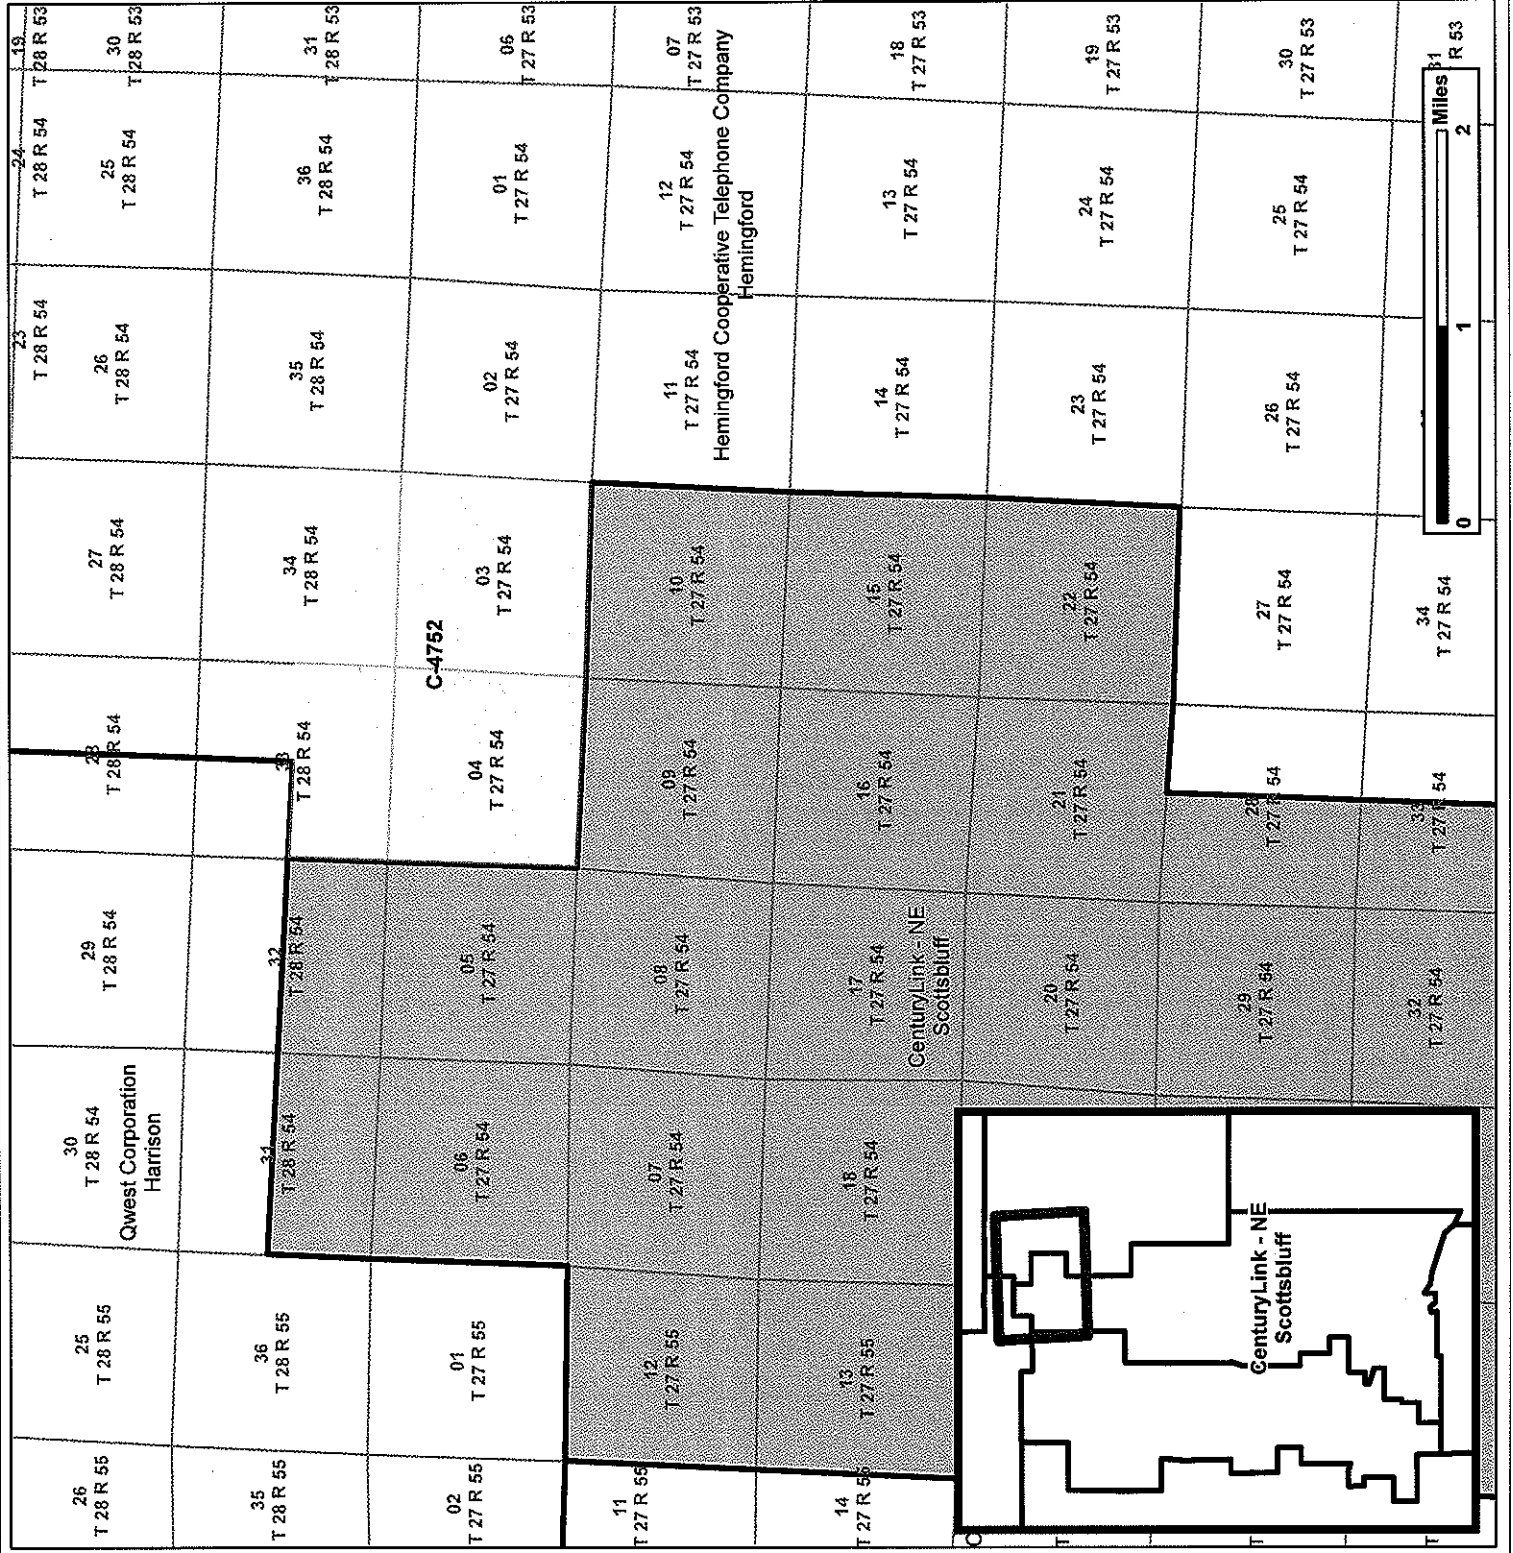 23
T 28 R 54
24
T 28 R 54
19
T 28 R 53
26
T 28 R 55
25
T 28 R 55
30
T 28 R 54
Qwest Corporation
Harrison
29
T 28 R 54
28
T 28 R 54
27
T 28 R 54
26
T 28 R 54
25
T 28 R 54
30
T 28 R 53
35
T 28 R 55
36
T 28 R 55
31
T 28 R 54
32
T 28 R 54
33
T 28 R 54
34
T 28 R 54
35
T 28 R 54
36
T 28 R 54
31
T 28 R 53
C-4752
02
T 27 R 55
01
T 27 R 55
06
T 27 R 54
05
T 27 R 54
04
T 27 R 54
03
T 27 R 54
02
T 27 R 54
01
T 27 R 54
06
T 27 R 53
11
T 27 R 55
12
T 27 R 55
07
T 27 R 54
08
T 27 R 54
09
T 27 R 54
10
T 27 R 54
11
T 27 R 54
12
T 27 R 54
07
T 27 R 53
Hemingford Cooperative Telephone Company
Hemingford
14
T 27 R 55
13
T 27 R 55
18
T 27 R 54
17
T 27 R 54
16
T 27 R 54
15
T 27 R 54
14
T 27 R 54
13
T 27 R 54
18
T 27 R 53
CenturyLink - NE
Scottsbluff
20
T 27 R 54
21
T 27 R 54
22
T 27 R 54
23
T 27 R 54
24
T 27 R 54
19
T 27 R 53
29
T 27 R 54
28
T 27 R 54
27
T 27 R 54
26
T 27 R 54
25
T 27 R 54
30
T 27 R 53
32
T 27 R 54
33
T 27 R 54
34
T 27 R 54
31
R 53
CenturyLink - NE
Scottsbluff
Miles
0 1 2